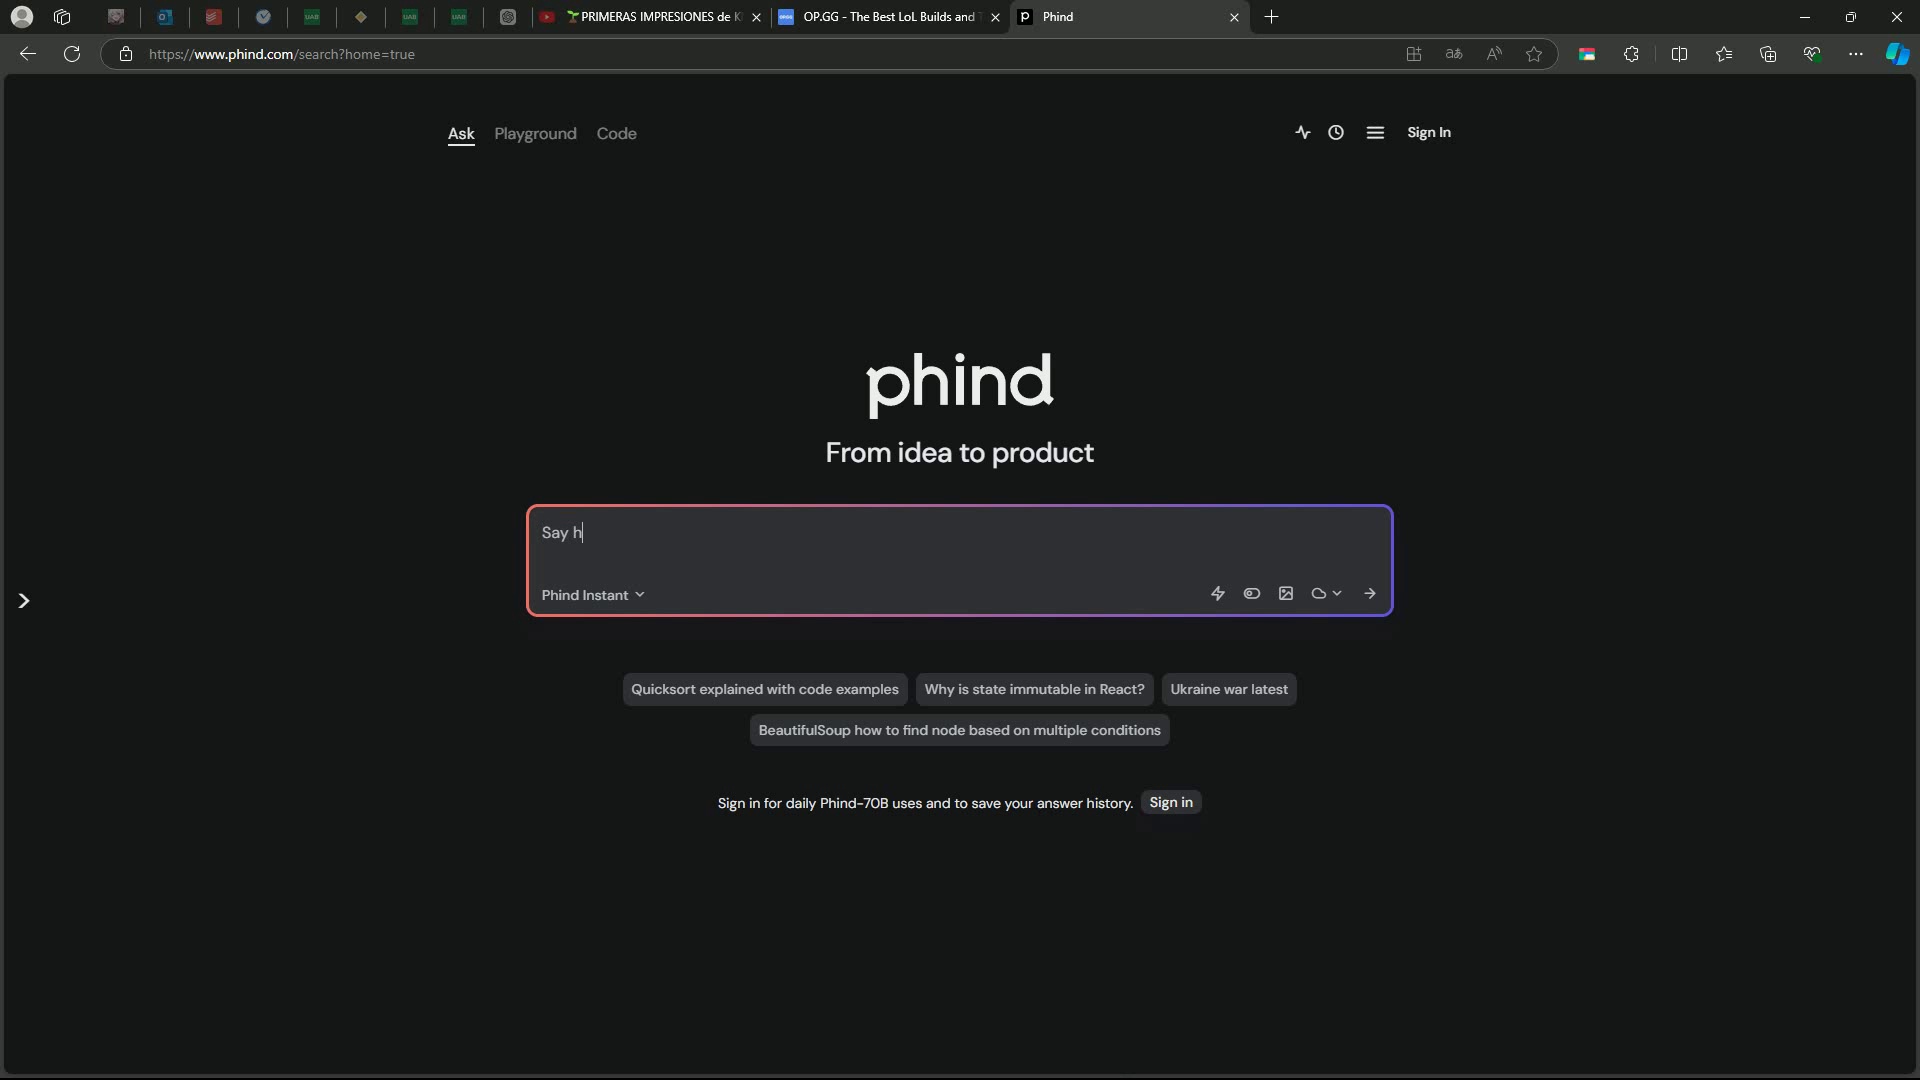 PRIMERAS IMPRESIONES de K
OP.GG - The Best LoL Builds and T
Phind
https://www.phind.com/search?home=true
Ask
Playground
Code
Sign In
phind
From idea to product
Say h
Phind Instant
Quicksort explained with code examples
Why is state immutable in React?
Ukraine war latest
BeautifulSoup how to find node based on multiple conditions
Sign in for daily Phind-70B uses and to save your answer history.
Sign in